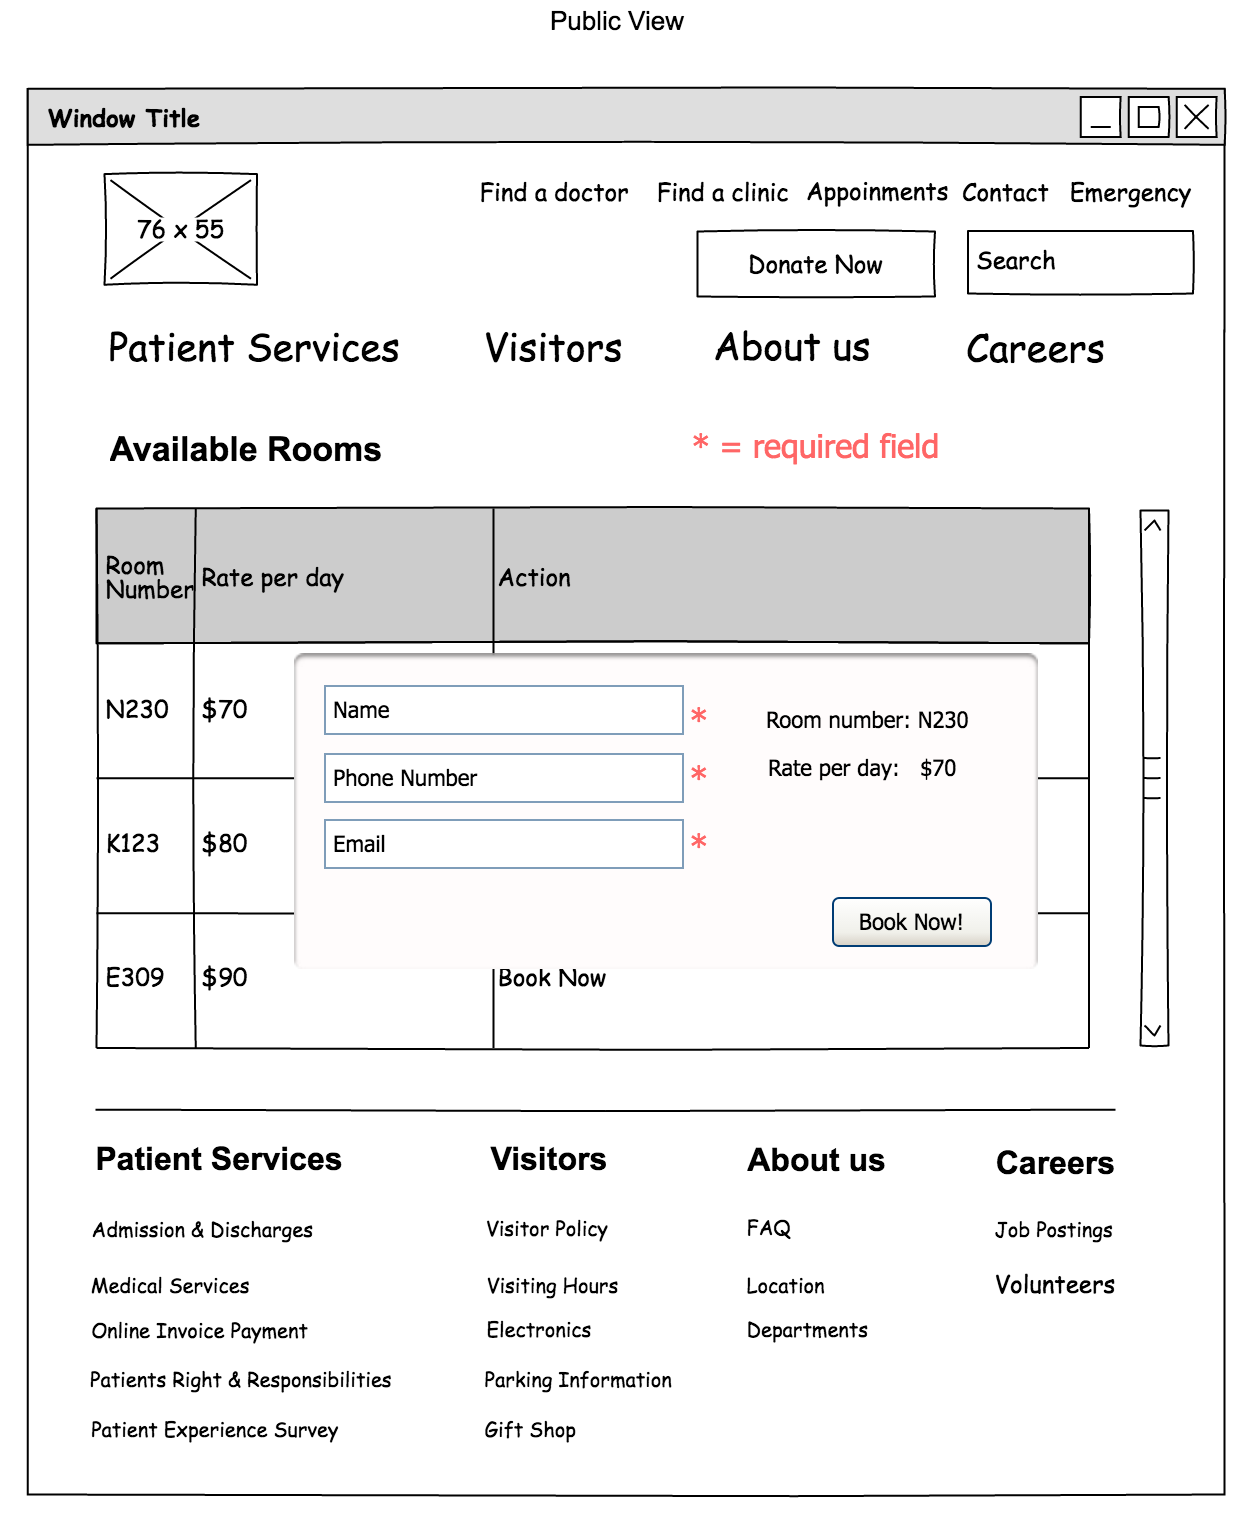 Public View
Window Title
76 x 55
Find a doctor Find a clinic Appoinments Contact Emergency
Donate Now Search
Patient Services Visitors About us Careers
Available Rooms * = required field
Room
Number Rate per day Action
N230 $70
Name *
Room number: N230
Phone Number *
Rate per day: $70
K123 $80
Email *
Book Now!
E309 $90 Book Now
Patient Services Visitors About us Careers
Admission & Discharges Visitor Policy FAQ Job Postings
Medical Services Visiting Hours Location Volunteers
Online Invoice Payment Electronics Departments
Patients Right & Responsibilities Parking Information
Patient Experience Survey Gift Shop